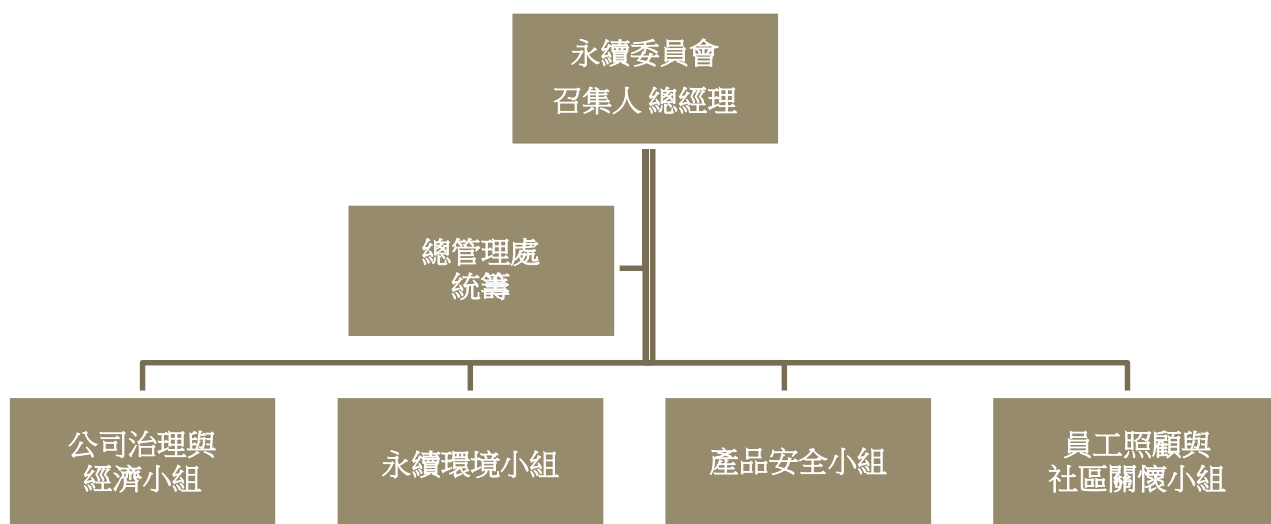 永續委員會
召集人 總經理
總管理處
統籌
公司治理與
經濟小組
永續環境小組
產品安全小組
員工照顧與
社區關懷小組